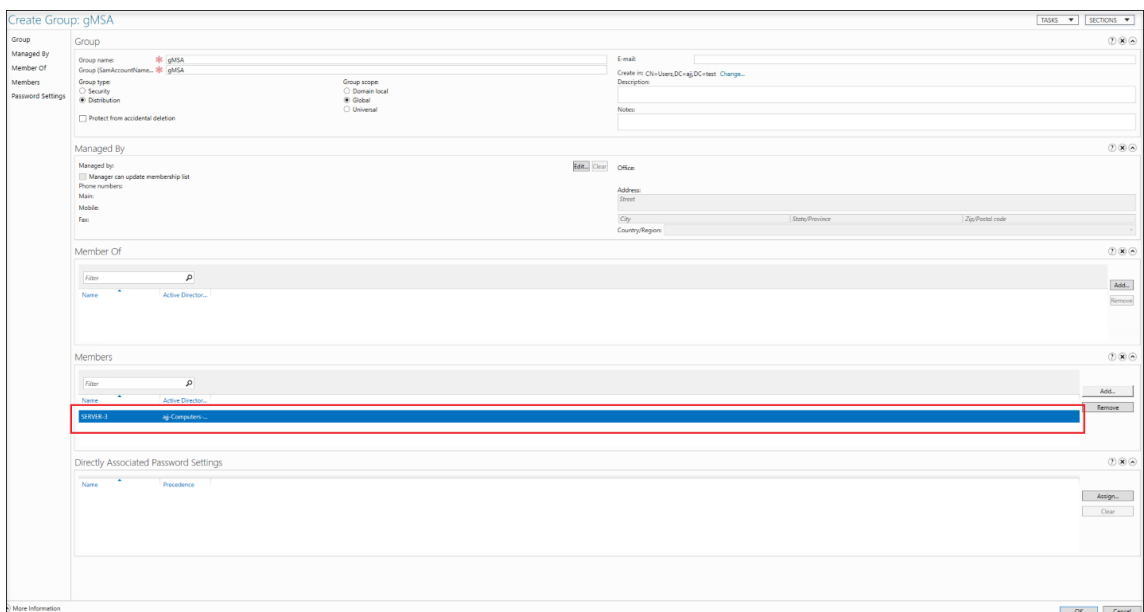 Create Group: gMSA
TASKS
SECTIONS
Group
Managed By
Member Of
Members
Password Settings
Group
Group name: gMSA
Group (SamAccountName... gMSA
Group type:
Security
Distribution
Group scope:
Domain local
Global
Universal
Protect from accidental deletion
E-mail:
Create in: CN=Users,DC=ajj,DC=test Change...
Description:
Notes:
Managed By
Managed by:
Edit... Clear
Manager can update membership list
Phone numbers:
Main:
Mobile:
Fax:
Office:
Address:
Street
City State/Province Zip/Postal code
Country/Region:
Member Of
Filter
Name Active Director...
Add...
Remove
Members
Filter
Name Active Director...
SERVER-3 ajj-Computers-...
Add...
Remove
Directly Associated Password Settings
Name Precedence
Assign...
Clear
More Information
OK Cancel